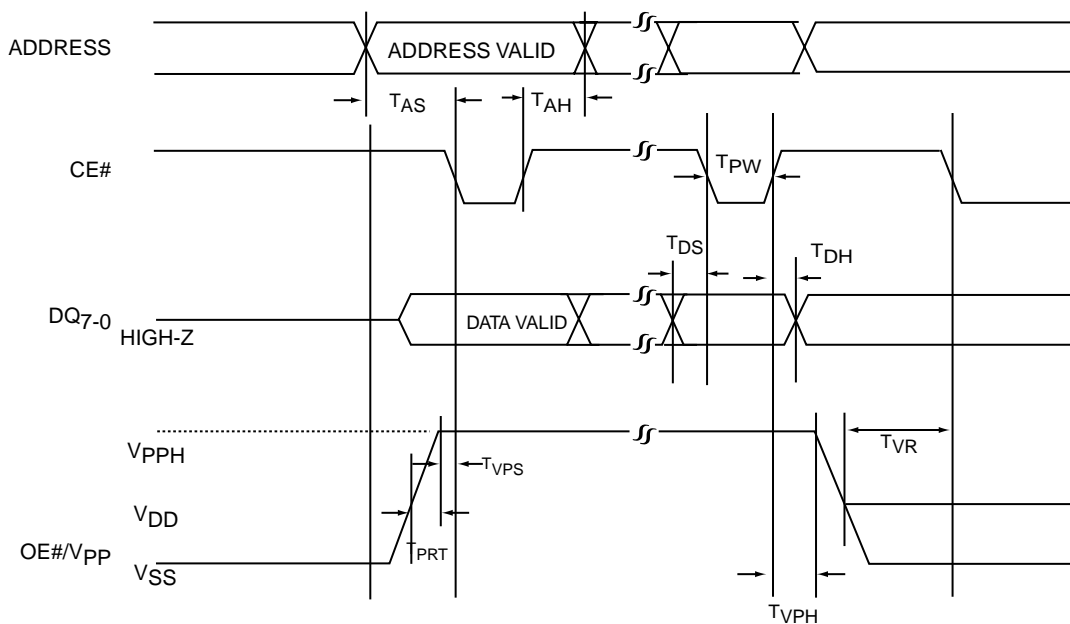 ADDRESS
ADDRESS VALID
TAS
TAH
CE#
TPW
TDS
TDH
DQ7-0
HIGH-Z
DATA VALID
VPPH
TVPS
TVR
VDD
OE#/VPP
TPRT
VSS
TVPH